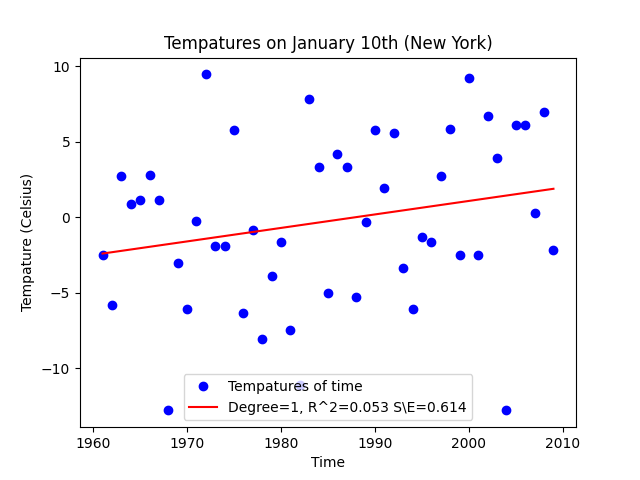 Tempatures on January 10th (New York)
Tempature (Celsius)
10
5
0
−5
−10
Tempatures of time
Degree=1, R^2=0.053 S\E=0.614
1960 1970 1980 1990 2000 2010
Time